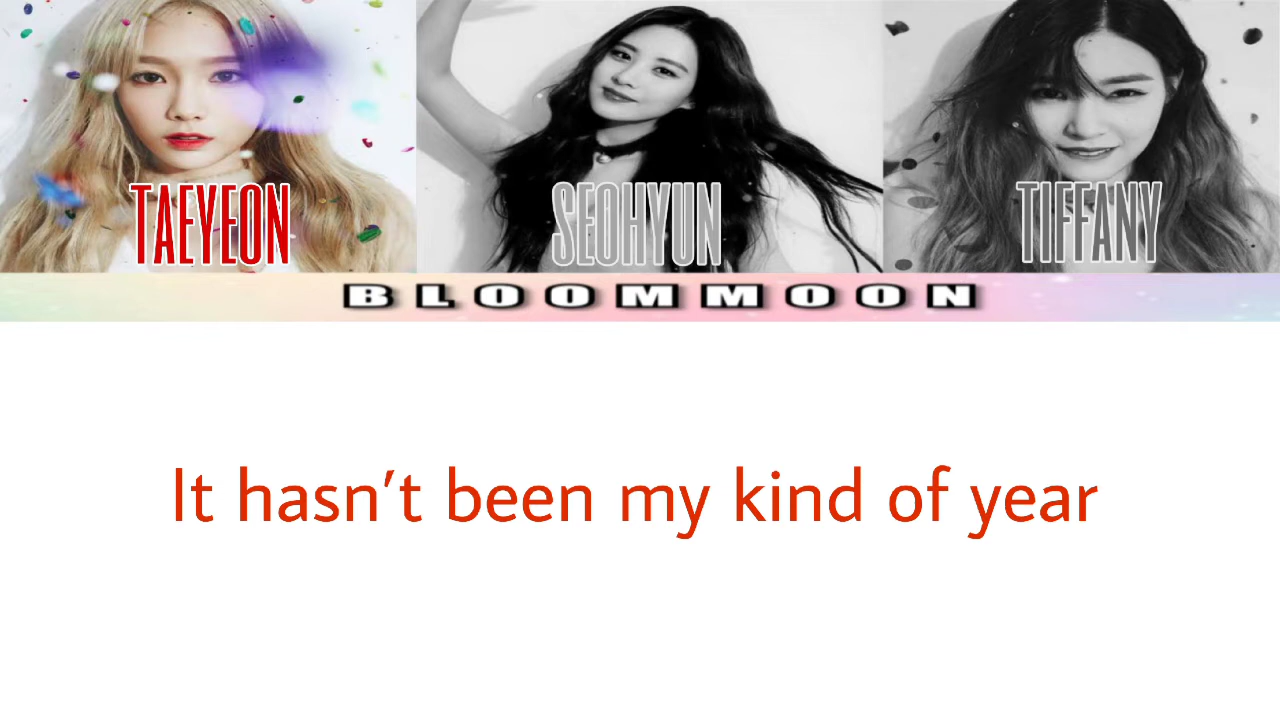 TAEYEON
SEOHYUN
TIFFANY
BLOOMMOON
It hasn't been my kind of year